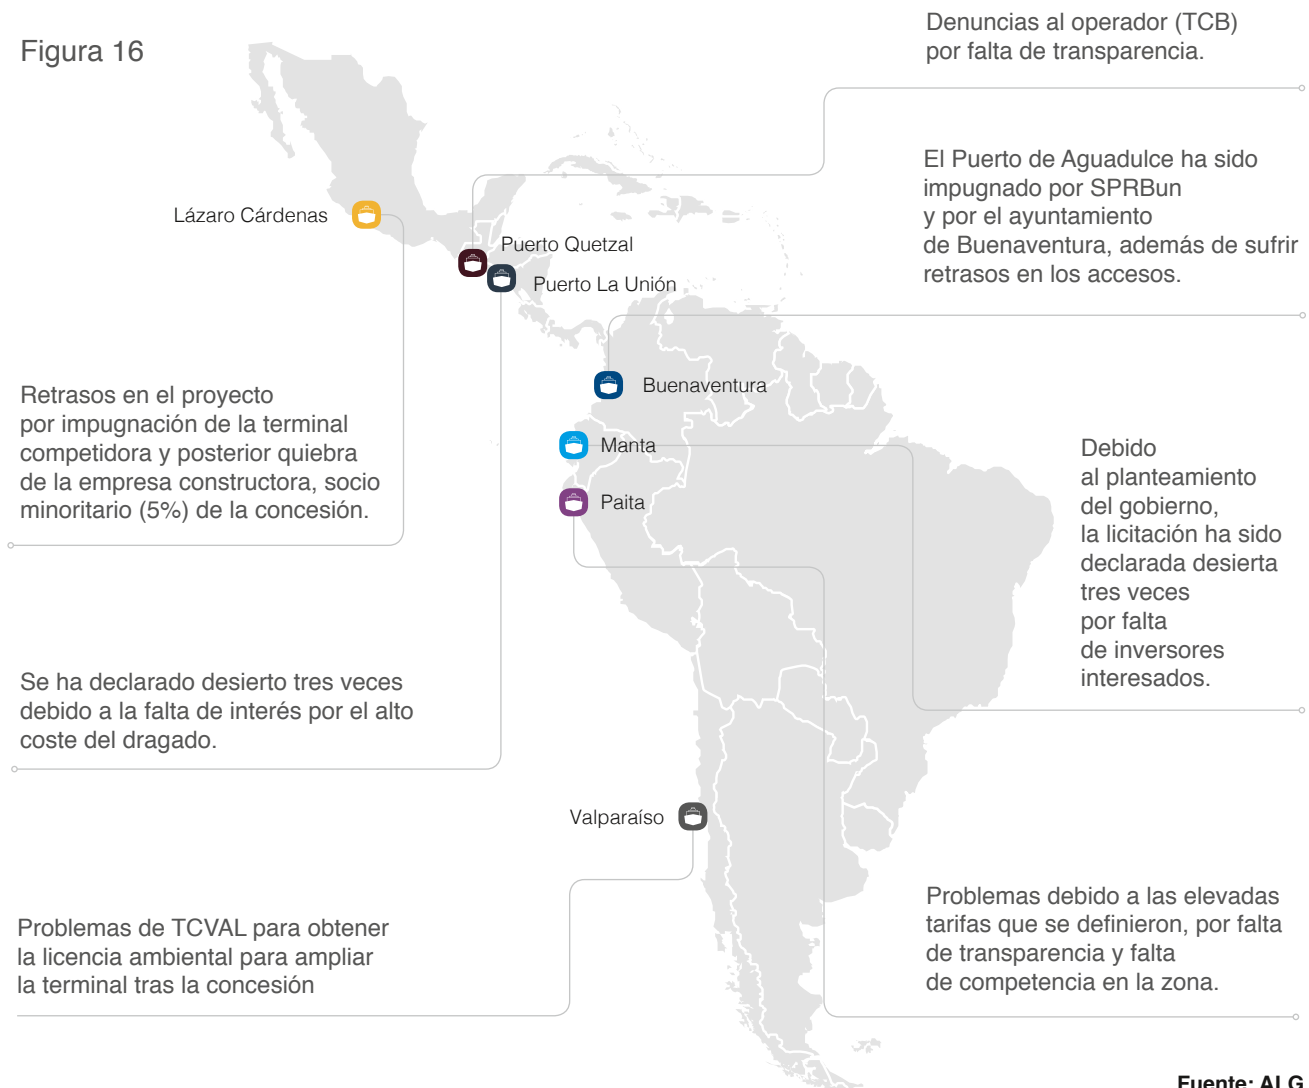 Figura 16
Denuncias al operador (TCB)
por falta de transparencia.
El Puerto de Aguadulce ha sido
impugnado por SPRBun
y por el ayuntamiento
de Buenaventura, además de sufrir
retrasos en los accesos.
Lázaro Cárdenas
Puerto Quetzal
Puerto La Unión
Buenaventura
Manta
Paita
Retrasos en el proyecto
por impugnación de la terminal
competidora y posterior quiebra
de la empresa constructora, socio
minoritario (5%) de la concesión.
Debido
al planteamiento
del gobierno,
la licitación ha sido
declarada desierta
tres veces
por falta
de inversores
interesados.
Se ha declarado desierto tres veces
debido a la falta de interés por el alto
coste del dragado.
Valparaíso
Problemas de TCVAL para obtener
la licencia ambiental para ampliar
la terminal tras la concesión
Problemas debido a las elevadas
tarifas que se definieron, por falta
de transparencia y falta
de competencia en la zona.
Fuente: ALG